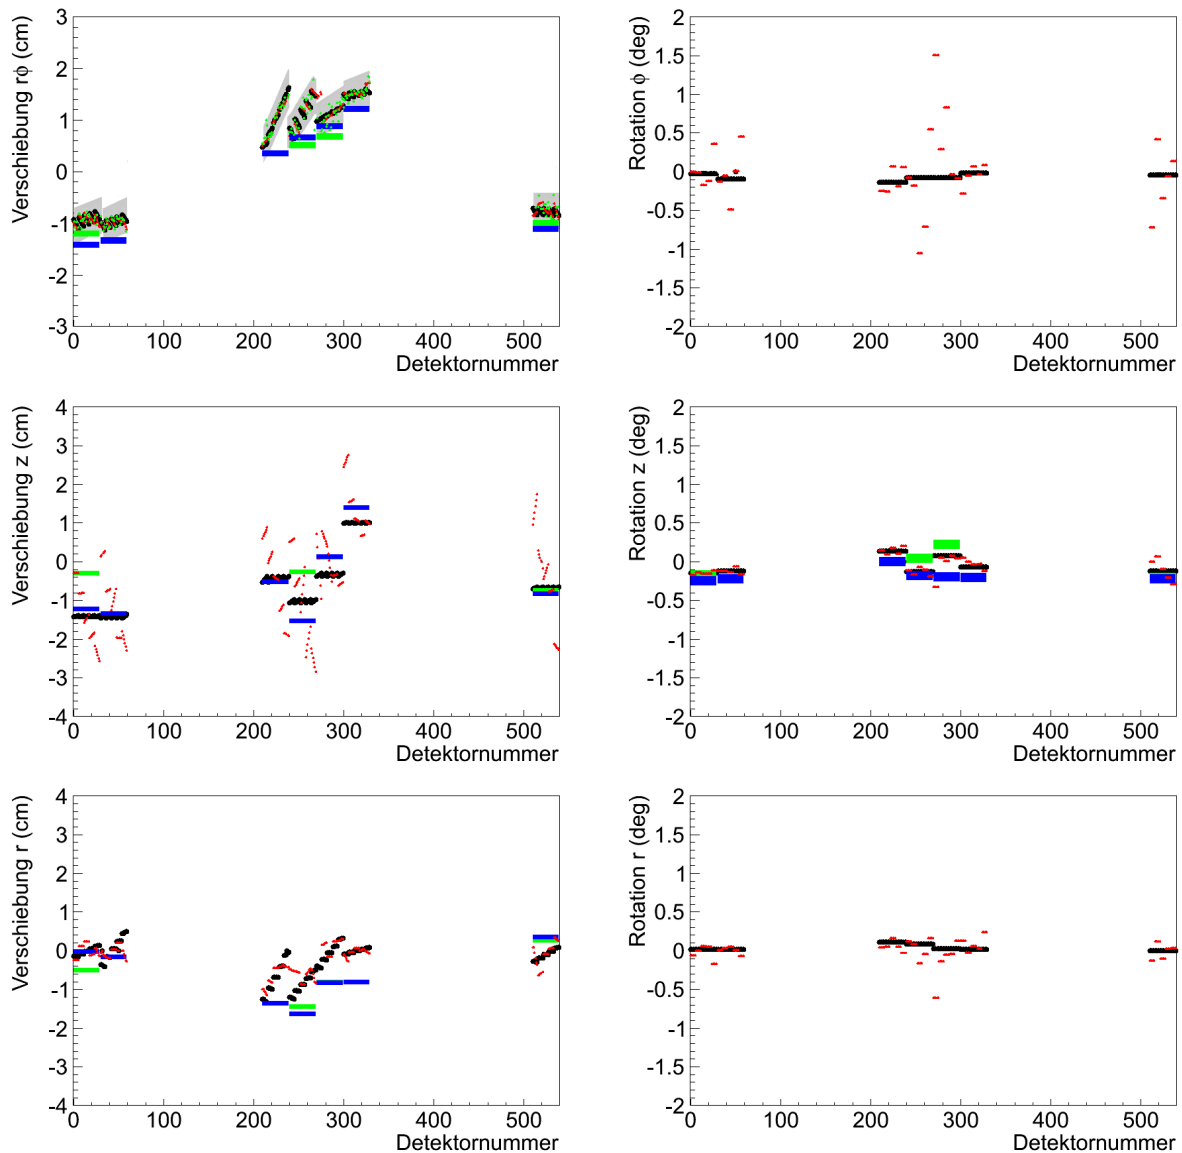 Verschiebung rϕ (cm)
3
2
1
0
-1
-2
-3
0 100 200 300 400 500
Detektornummer
Rotation ϕ (deg)
2
1.5
1
0.5
0
-0.5
-1
-1.5
-2
0 100 200 300 400 500
Detektornummer
Verschiebung z (cm)
4
3
2
1
0
-1
-2
-3
-4
0 100 200 300 400 500
Detektornummer
Rotation z (deg)
2
1.5
1
0.5
0
-0.5
-1
-1.5
-2
0 100 200 300 400 500
Detektornummer
Verschiebung r (cm)
4
3
2
1
0
-1
-2
-3
-4
0 100 200 300 400 500
Detektornummer
Rotation r (deg)
2
1.5
1
0.5
0
-0.5
-1
-1.5
-2
0 100 200 300 400 500
Detektornummer